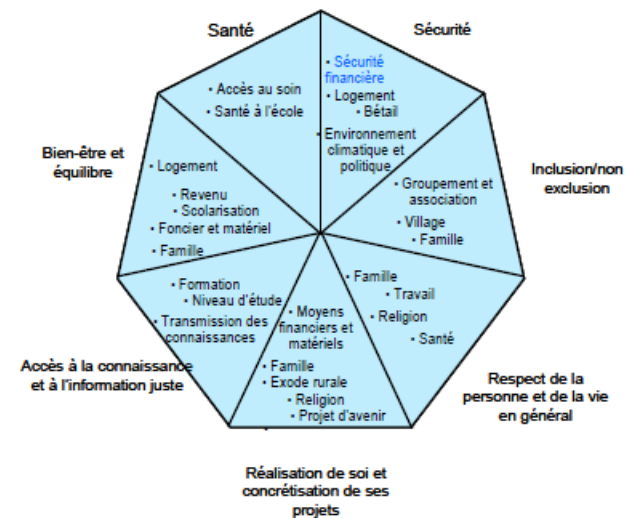 Santé
Sécurité
• Accès au soin
• Santé à l'école
• Sécurité
financière
• Logement
• Bétail
• Environnement
climatique et
politique
Inclusion/non
exclusion
• Groupement et
association
• Village
• Famille
Respect de la
personne et de la vie
en général
• Famille
• Travail
• Religion
• Santé
Réalisation de soi et
concrétisation de ses
projets
• Moyens
financiers et
matériels
• Famille
• Exode rurale
• Religion
• Projet d'avenir
Accès à la connaissance
et à l'information juste
• Formation
• Niveau d'étude
• Transmission des
connaissances
Bien-être et
équilibre
• Logement
• Revenu
• Scolarisation
• Foncier et matériel
• Famille